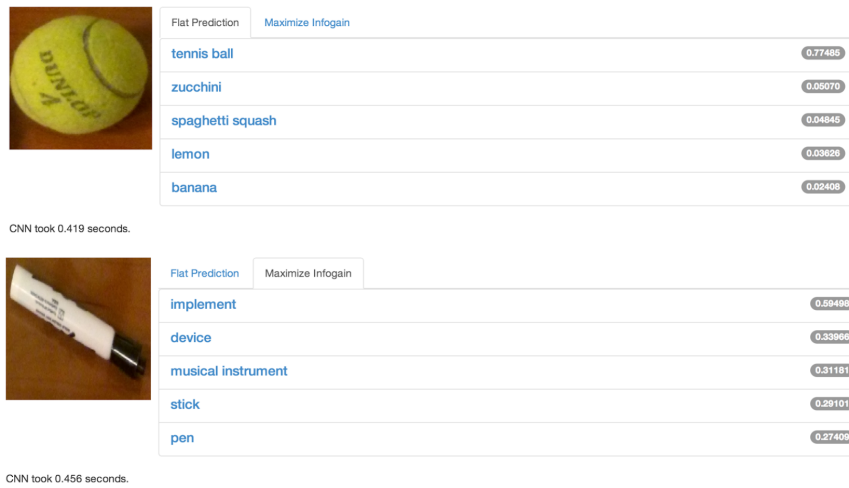 DUNLOP
4
Flat Prediction Maximize Infogain
tennis ball 0.77485
zucchini 0.05070
spaghetti squash 0.04845
lemon 0.03626
banana 0.02408
CNN took 0.419 seconds.
Flat Prediction Maximize Infogain
implement 0.59498
device 0.33966
musical instrument 0.31181
stick 0.29101
pen 0.27409
CNN took 0.456 seconds.